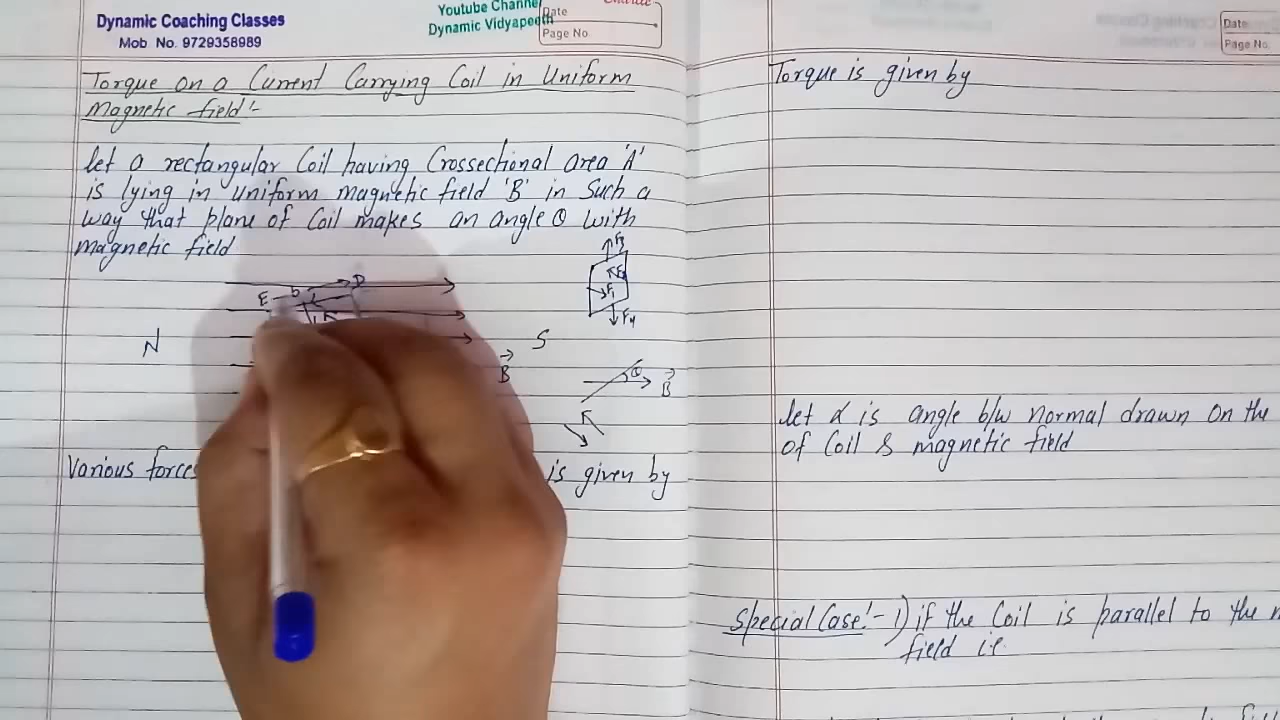 Dynamic Coaching Classes
Mob. No. 9729358989
Youtube Channel
Dynamic Vidyapeeth
Date
Page No.
Torque on a Current Carrying Coil in Uniform
Magnetic field:-
let a rectangular Coil having Crossectional area 'A'
is lying in uniform magnetic field 'B' in Such a
way that plane of Coil makes an angle θ with
magnetic field
F3
F2
F1
F4
E b D
N
S
B
θ
B
Various forces
is given by
Date
Page No.
Torque is given by
let α is angle b/w normal drawn on the
of Coil & magnetic field
Special Case:- 1) if the Coil is parallel to the
field i.e.